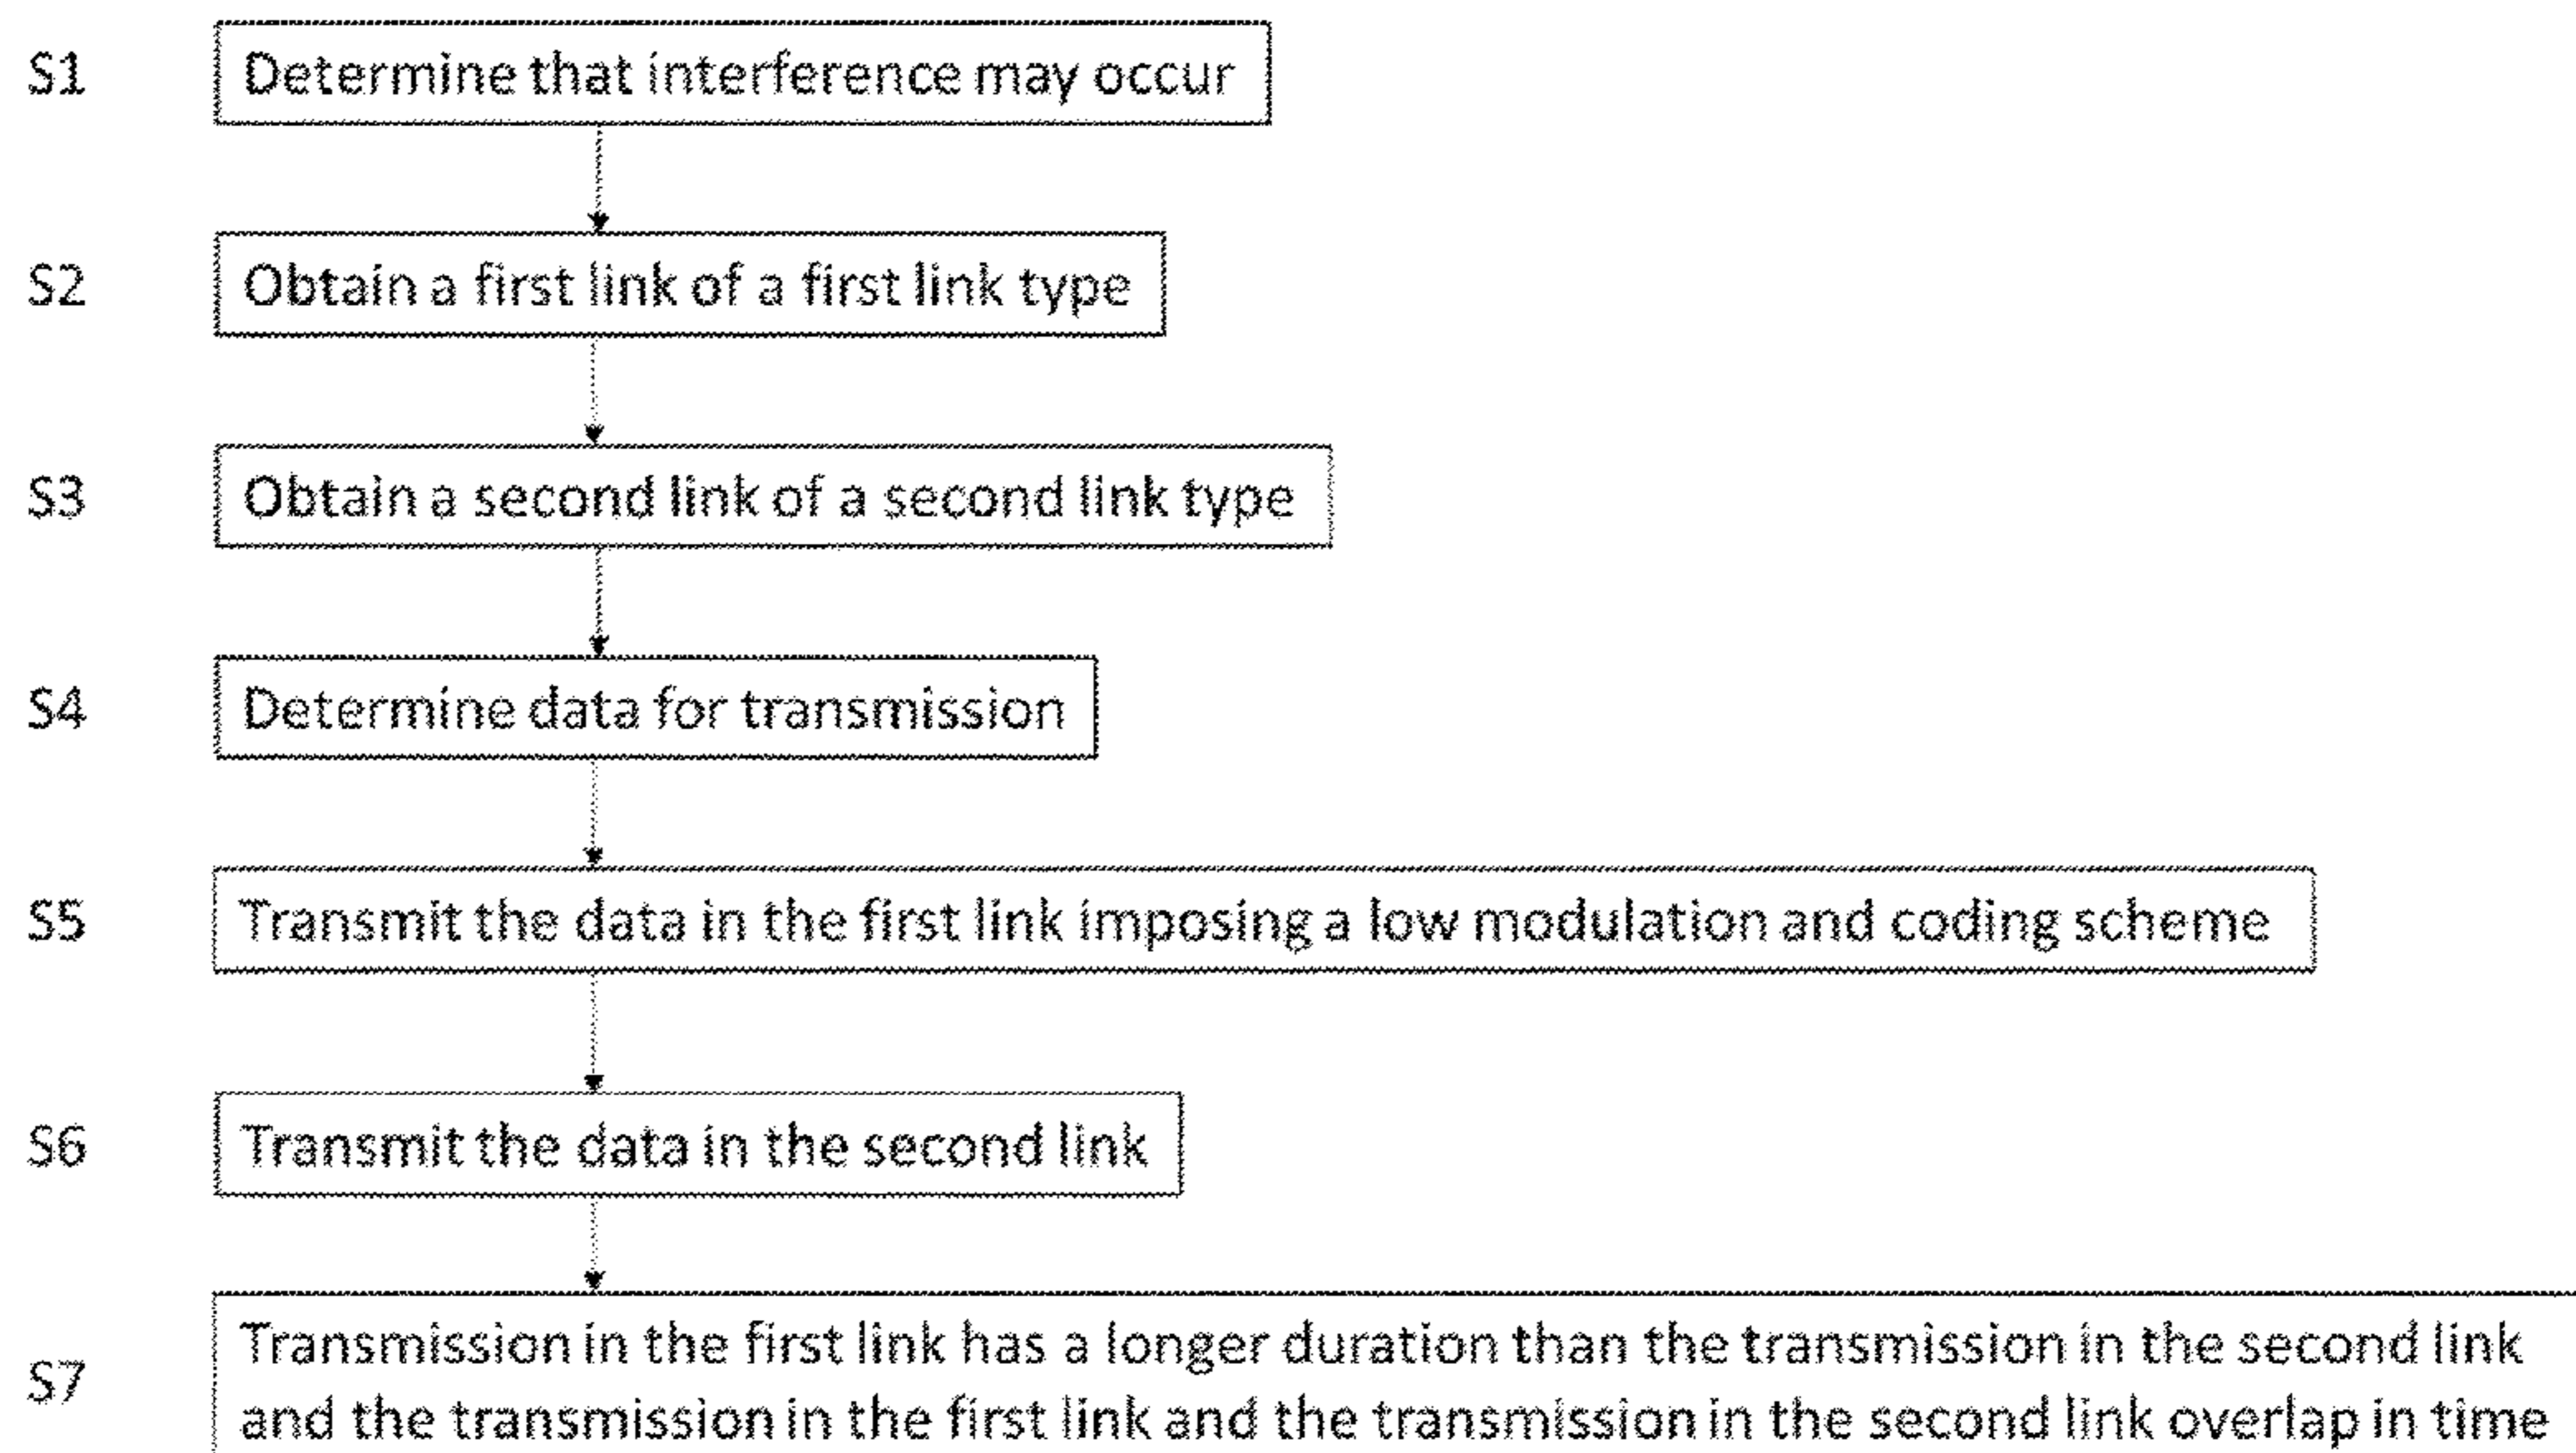 S1 Determine that interference may occur
S2 Obtain a first link of a first link type
S3 Obtain a second link of a second link type
S4 Determine data for transmission
S5 Transmit the data in the first link imposing a low modulation and coding scheme
S6 Transmit the data in the second link
S7 Transmission in the first link has a longer duration than the transmission in the second link
and the transmission in the first link and the transmission in the second link overlap in time